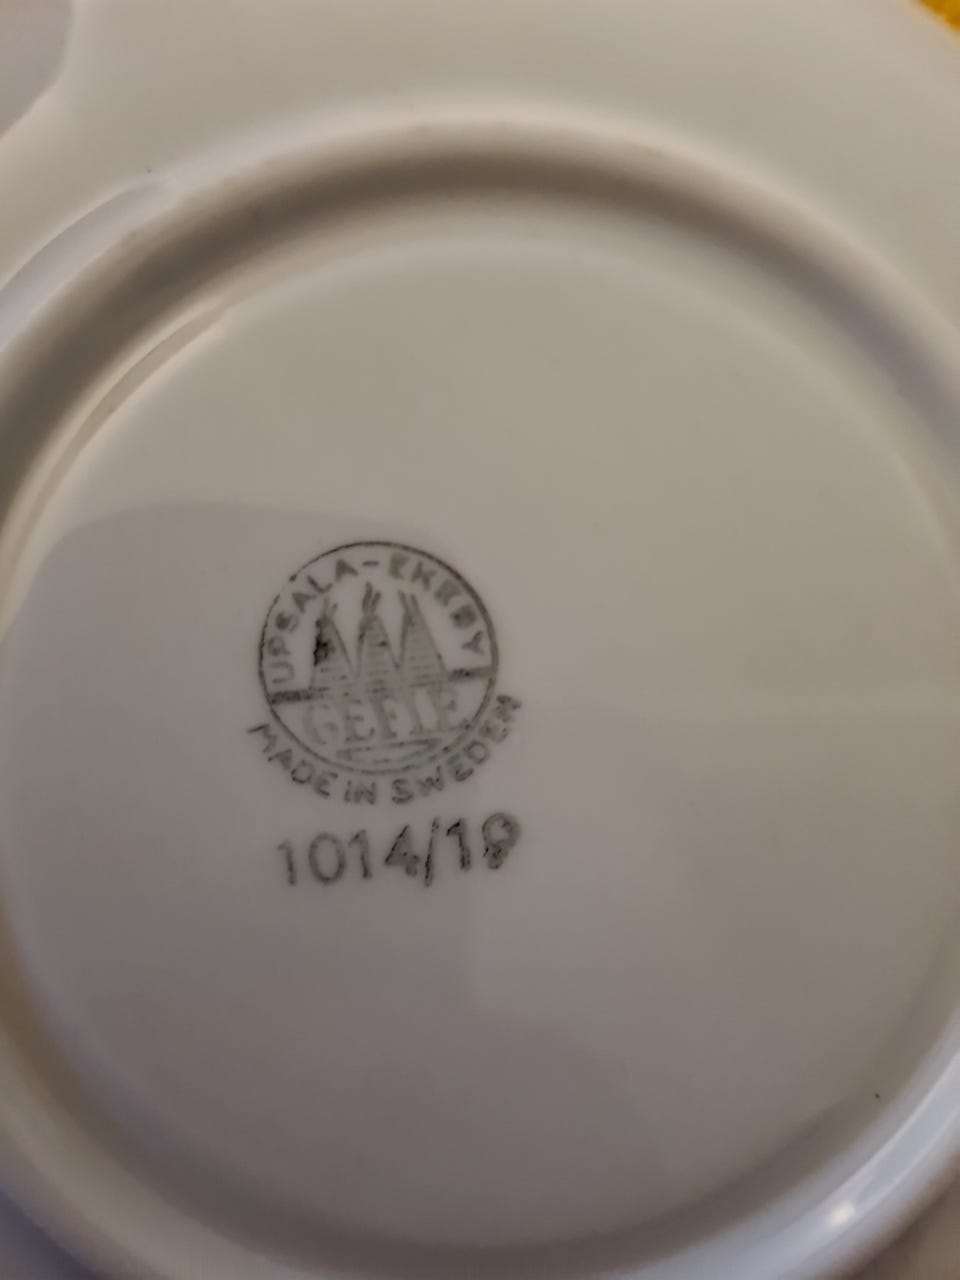 UPSALA-EKEBY
GEFLE
MADE IN SWEDEN
1014/19